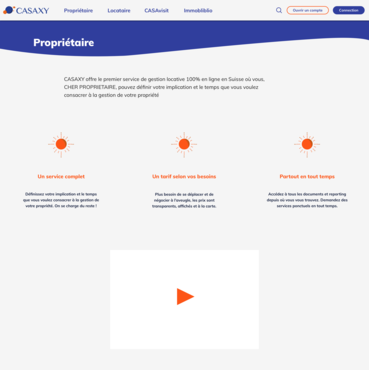 CASAXY
Propriétaire
Locataire
CASAvisit
Immobiblio
Ouvrir un compte
Connexion
Propriétaire
CASAXY offre le premier service de gestion locative 100% en ligne en Suisse où vous,
CHER PROPRIETAIRE, pouvez définir votre implication et le temps que vous voulez
consacrer à la gestion de votre propriété
Un service complet
Définissez votre implication et le temps
que vous voulez consacrer à la gestion de
votre propriété. On se charge du reste !
Un tarif selon vos besoins
Plus besoin de se déplacer et de
négocier à l'aveugle, les prix sont
transparents, affichés et à la carte.
Partout en tout temps
Accédez à tous les documents et reporting
depuis où vous vous trouvez. Demandez des
services ponctuels en tout temps.